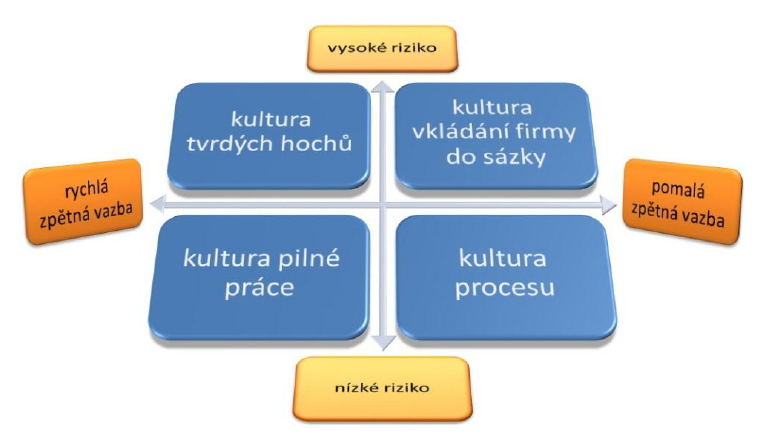 vysoké riziko
kultura
tvrdých hochů
kultura
vkládání firmy
do sázky
rychlá
zpětná vazba
pomalá
zpětná vazba
kultura pilné
práce
kultura
procesu
nízké riziko